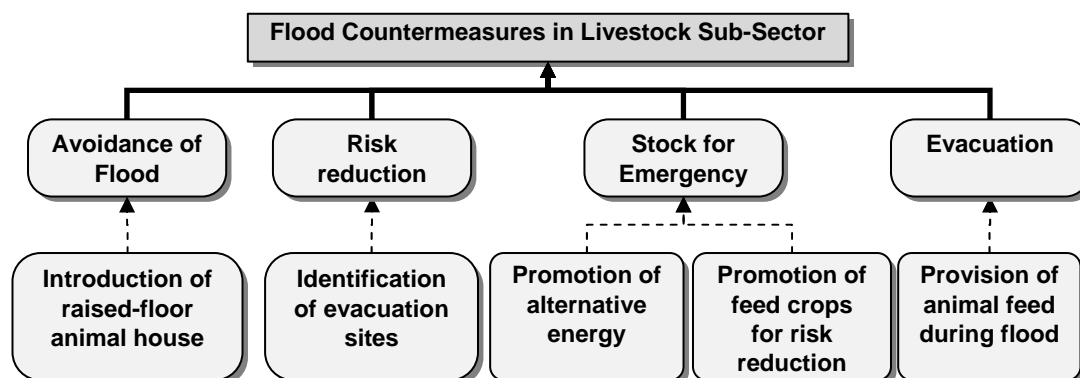 Flood Countermeasures in Livestock Sub-Sector
Avoidance of
Flood
Risk
reduction
Stock for
Emergency
Evacuation
Introduction of
raised-floor
animal house
Identification
of evacuation
sites
Promotion of
alternative
energy
Promotion of
feed crops
for risk
reduction
Provision of
animal feed
during flood